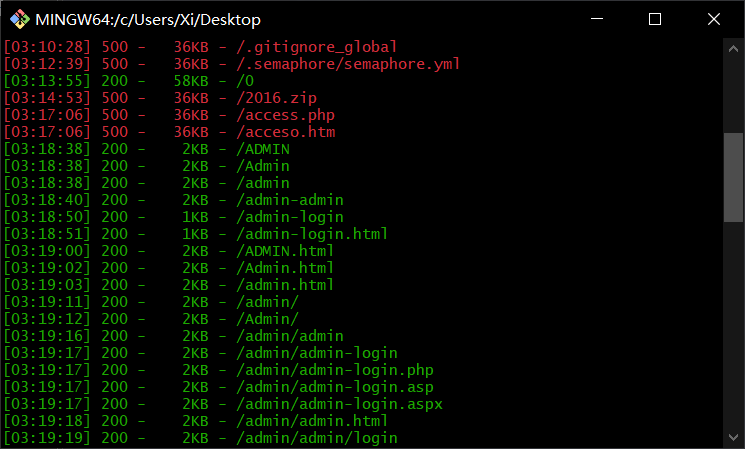 MINGW64:/c/Users/Xi/Desktop
[03:10:28] 500 -   36KB - /.gitignore_global
[03:12:39] 500 -   36KB - /.semaphore/semaphore.yml
[03:13:55] 200 -   58KB - /0
[03:14:53] 500 -   36KB - /2016.zip
[03:17:06] 500 -   36KB - /access.php
[03:17:06] 500 -   36KB - /acceso.htm
[03:18:38] 200 -    2KB - /ADMIN
[03:18:38] 200 -    2KB - /Admin
[03:18:38] 200 -    2KB - /admin
[03:18:40] 200 -    2KB - /admin-admin
[03:18:50] 200 -    1KB - /admin-login
[03:18:51] 200 -    1KB - /admin-login.html
[03:19:00] 200 -    2KB - /ADMIN.html
[03:19:02] 200 -    2KB - /Admin.html
[03:19:03] 200 -    2KB - /admin.html
[03:19:11] 200 -    2KB - /admin/
[03:19:12] 200 -    2KB - /Admin/
[03:19:16] 200 -    2KB - /admin/admin
[03:19:17] 200 -    2KB - /admin/admin-login
[03:19:17] 200 -    2KB - /admin/admin-login.php
[03:19:17] 200 -    2KB - /admin/admin-login.asp
[03:19:17] 200 -    2KB - /admin/admin-login.aspx
[03:19:18] 200 -    2KB - /admin/admin.html
[03:19:19] 200 -    2KB - /admin/admin/login